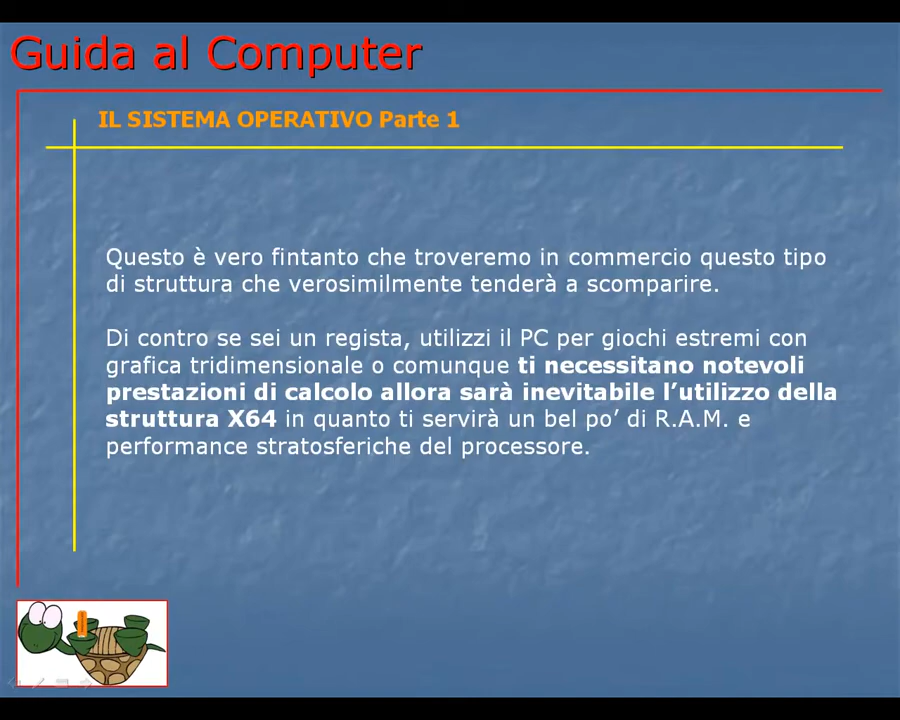 Guida al Computer
IL SISTEMA OPERATIVO Parte 1
Questo è vero fintanto che troveremo in commercio questo tipo
di struttura che verosimilmente tenderà a scomparire.
Di contro se sei un regista, utilizzi il PC per giochi estremi con
grafica tridimensionale o comunque ti necessitano notevoli
prestazioni di calcolo allora sarà inevitabile l’utilizzo della
struttura X64 in quanto ti servirà un bel po’ di R.A.M. e
performance stratosferiche del processore.